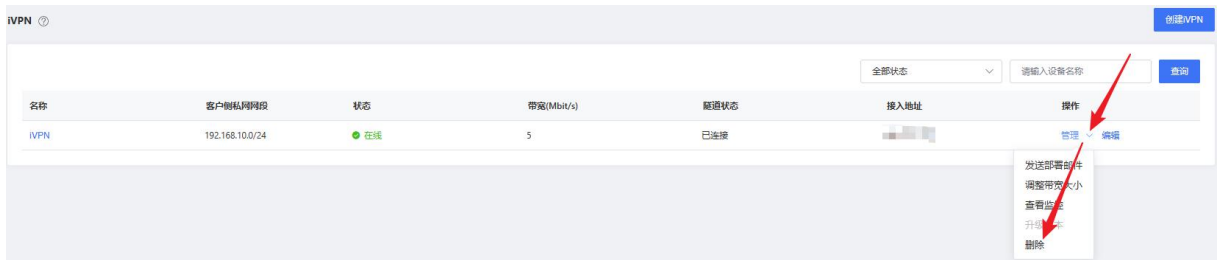 iVPN ?
创建iVPN
全部状态 请输入设备名称 查询
名称 客户侧私网网段 状态 带宽(Mbit/s) 隧道状态 接入地址 操作
iVPN 192.168.10.0/24 在线 5 已连接 管理 编辑
发送部署邮件
调整带宽大小
查看监控
升级版本
删除